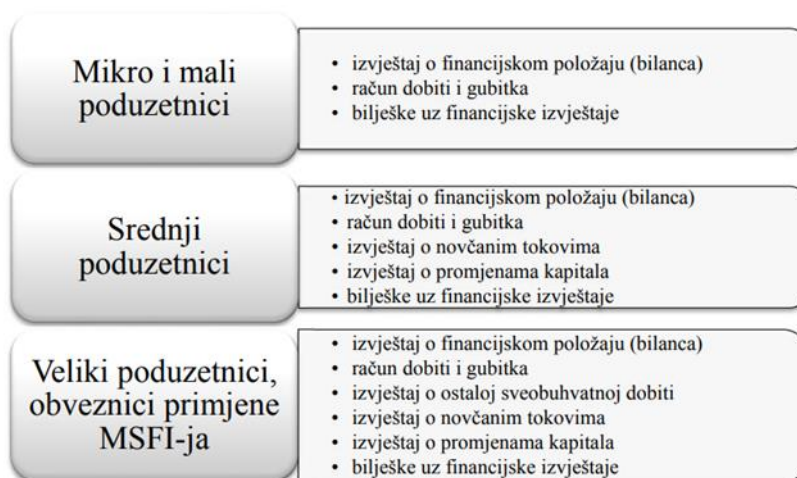 Mikro i mali
poduzetnici
• izvještaj o financijskom položaju (bilanca)
• račun dobiti i gubitka
• bilješke uz financijske izvještaje
Srednji
poduzetnici
• izvještaj o financijskom položaju (bilanca)
• račun dobiti i gubitka
• izvještaj o novčanim tokovima
• izvještaj o promjenama kapitala
• bilješke uz financijske izvještaje
Veliki poduzetnici,
obveznici primjene
MSFI-ja
• izvještaj o financijskom položaju (bilanca)
• račun dobiti i gubitka
• izvještaj o ostaloj sveobuhvatnoj dobiti
• izvještaj o novčanim tokovima
• izvještaj o promjenama kapitala
• bilješke uz financijske izvještaje